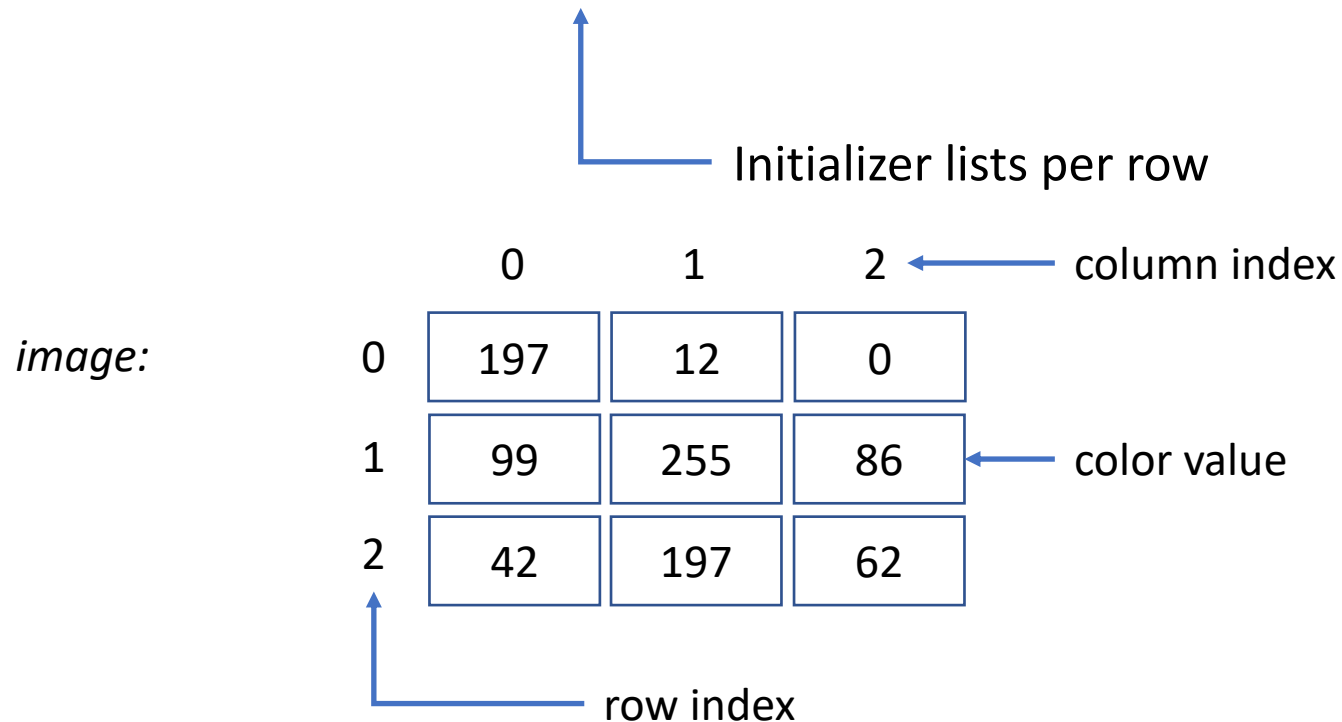 Initializer lists per row
0 1 2 column index
image: 0 197 12 0
1 99 255 86 color value
2 42 197 62
row index